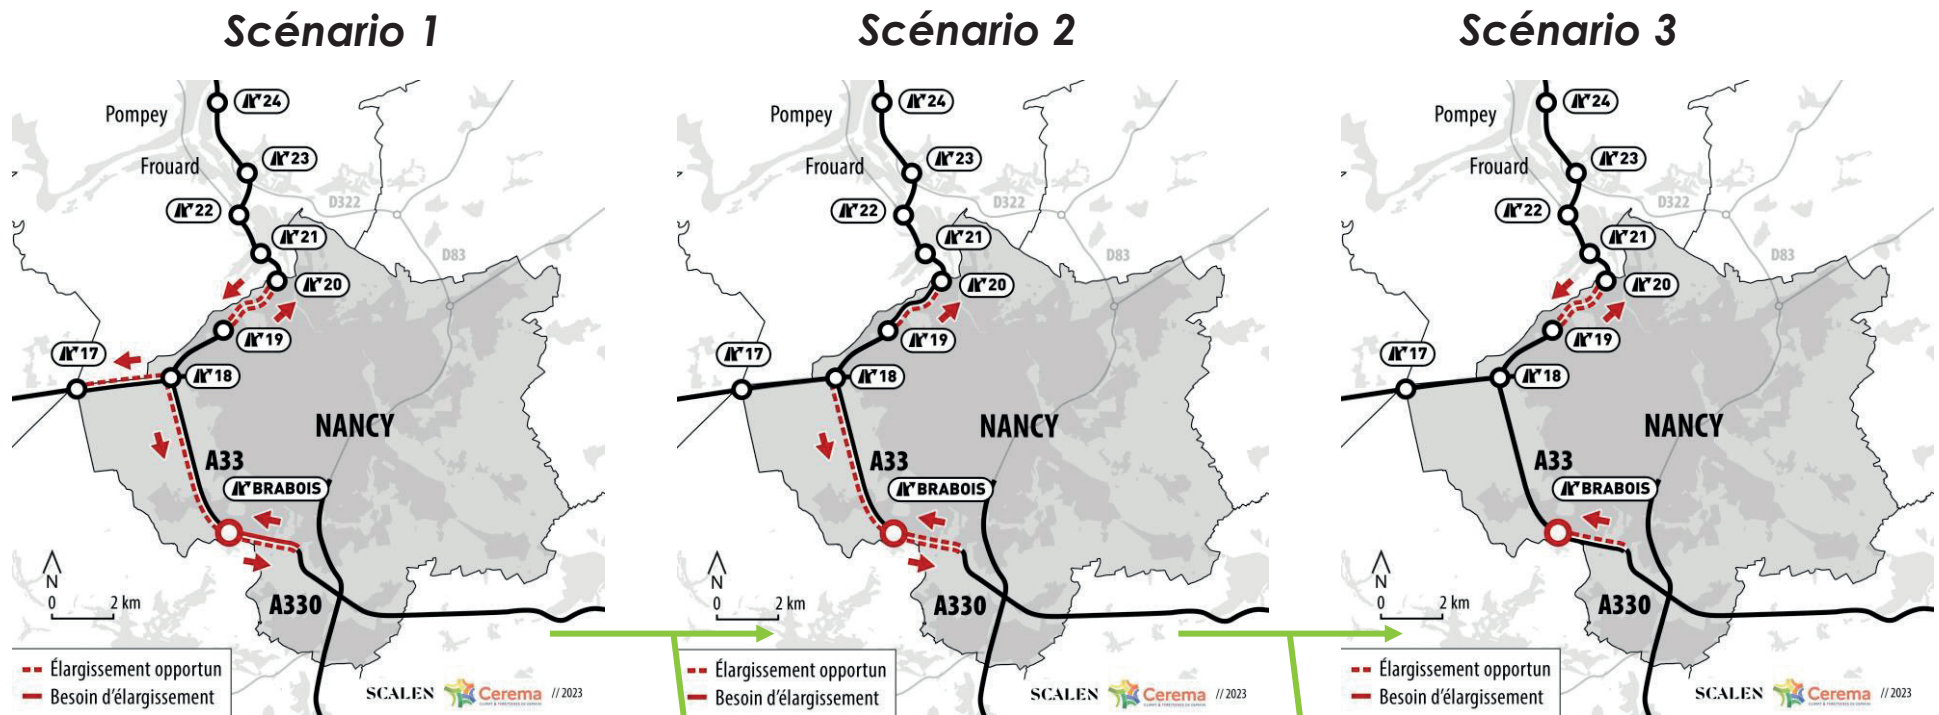 Scénario 1
24
Pompey
23
Frouard
22
D322
21
D83
20
19
17
18
NANCY
A33
BRABOIS
N
0 2 km
A330
Élargissement opportun
Besoin d'élargissement
SCALEN Cerema // 2023
Scénario 2
24
Pompey
23
Frouard
22
D322
21
D83
20
19
17
18
NANCY
A33
BRABOIS
N
0 2 km
A330
Élargissement opportun
Besoin d'élargissement
SCALEN Cerema // 2023
Scénario 3
24
Pompey
23
Frouard
22
D322
21
D83
20
19
17
18
NANCY
A33
BRABOIS
N
0 2 km
A330
Élargissement opportun
Besoin d'élargissement
SCALEN Cerema // 2023